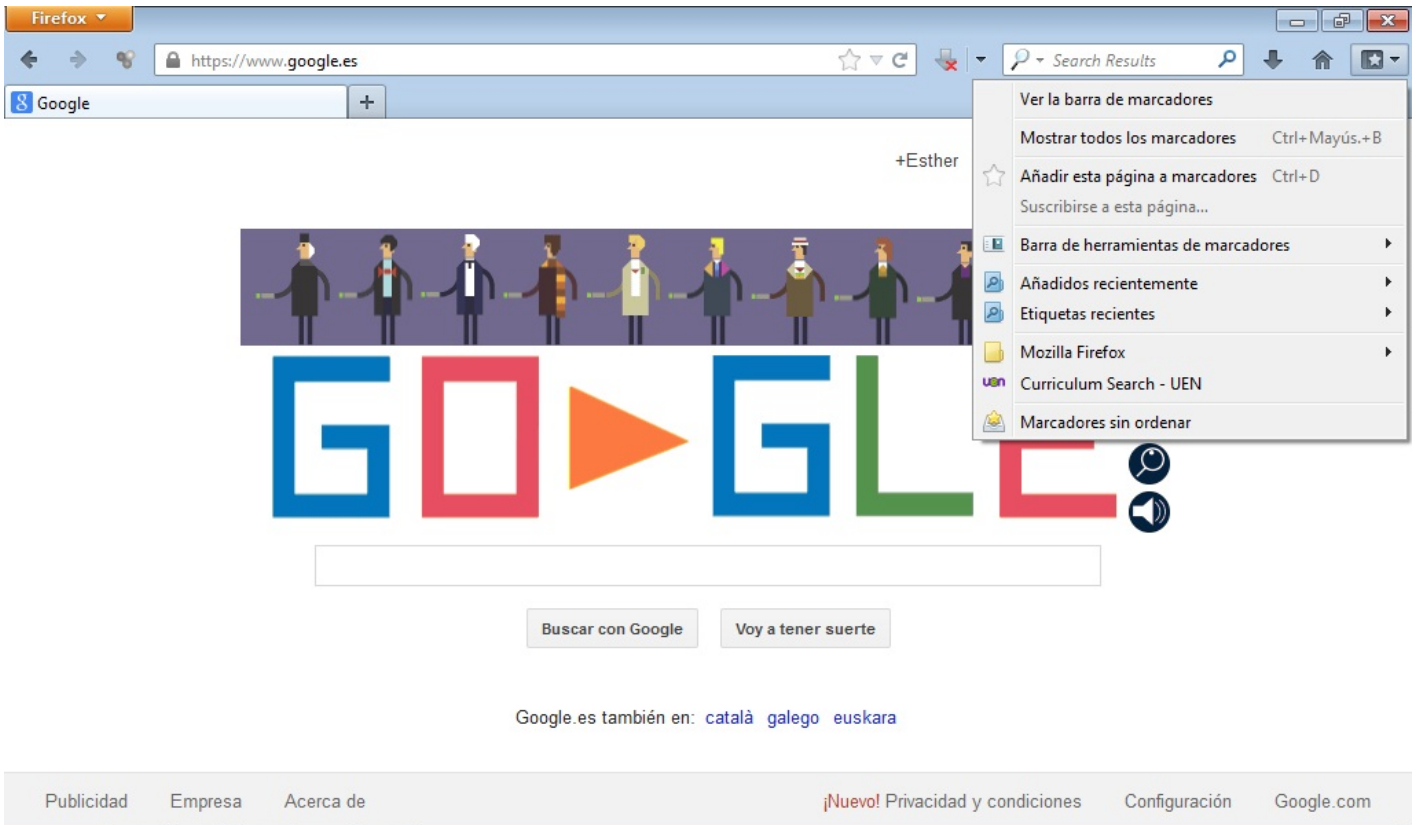 Firefox
https://www.google.es
Search Results
Google
Ver la barra de marcadores
Mostrar todos los marcadores Ctrl+Mayús.+B
Añadir esta página a marcadores Ctrl+D
Suscribirse a esta página...
Barra de herramientas de marcadores
Añadidos recientemente
Etiquetas recientes
Mozilla Firefox
uen Curriculum Search - UEN
Marcadores sin ordenar
+Esther
GO GLE
Buscar con Google Voy a tener suerte
Google.es también en: català galego euskara
Publicidad Empresa Acerca de ¡Nuevo! Privacidad y condiciones Configuración Google.com